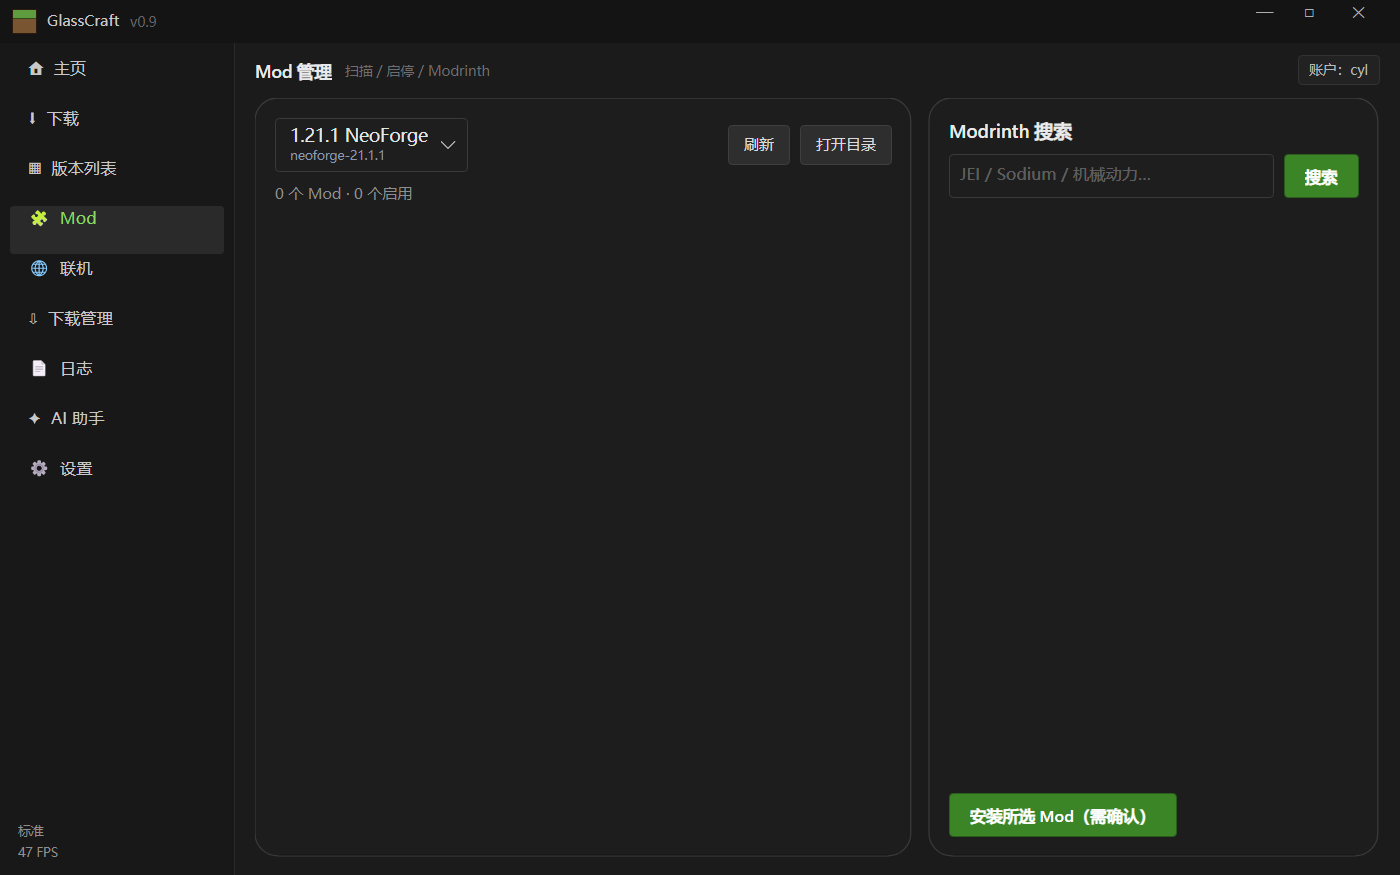 GlassCraft v0.9
主页
下载
版本列表
Mod
联机
下载管理
日志
AI 助手
设置
标准
47 FPS
Mod 管理 扫描 / 启停 / Modrinth
账户：cyl
1.21.1 NeoForge
neoforge-21.1.1
刷新
打开目录
0 个 Mod · 0 个启用
Modrinth 搜索
JEI / Sodium / 机械动力...
搜索
安装所选 Mod（需确认）